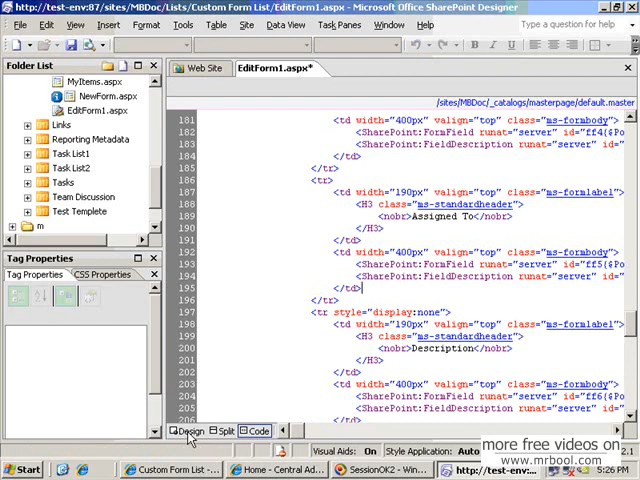 http://test-env:87/sites/MBDoc/Lists/Custom Form List/EditForm1.aspx - Microsoft Office SharePoint Designer
File Edit View Insert Format Tools Table Site Data View Task Panes Window Help Type a question for help
Folder List
Web Site
EditForm1.aspx*
MyItems.aspx
NewForm.aspx
EditForm1.aspx
Links
Reporting Metadata
Task List1
Task List2
Tasks
Team Discussion
Test Template
m
/sites/MBDoc/_catalogs/masterpage/default.master
181 <td width="400px" valign="top" class="ms-formbody">
182 <SharePoint:FormField runat="server" id="ff4{$Po
183 <SharePoint:FieldDescription runat="server" id="
184 </td>
185 </tr>
186 <tr>
187 <td width="190px" valign="top" class="ms-formlabel">
188 <H3 class="ms-standardheader">
189 <nobr>Assigned To</nobr>
190 </H3>
191 </td>
192 <td width="400px" valign="top" class="ms-formbody">
193 <SharePoint:FormField runat="server" id="ff5{$Po
194 <SharePoint:FieldDescription runat="server" id="
195 </td>
196 </tr>
197 <tr style="display:none">
198 <td width="190px" valign="top" class="ms-formlabel">
199 <H3 class="ms-standardheader">
200 <nobr>Description</nobr>
201 </H3>
202 </td>
203 <td width="400px" valign="top" class="ms-formbody">
204 <SharePoint:FormField runat="server" id="ff6{$Po
205 <SharePoint:FieldDescription runat="server" id="
206 </td>
Tag Properties
Tag Properties CSS Properties
Design Split Code
Visual Aids: On Style Application: 2.1
more free videos on
www.mrbool.com
Start Custom Form List -... Home - Central Ad... SessionOK2 - Wind... http://test-env:87... 5:26 PM